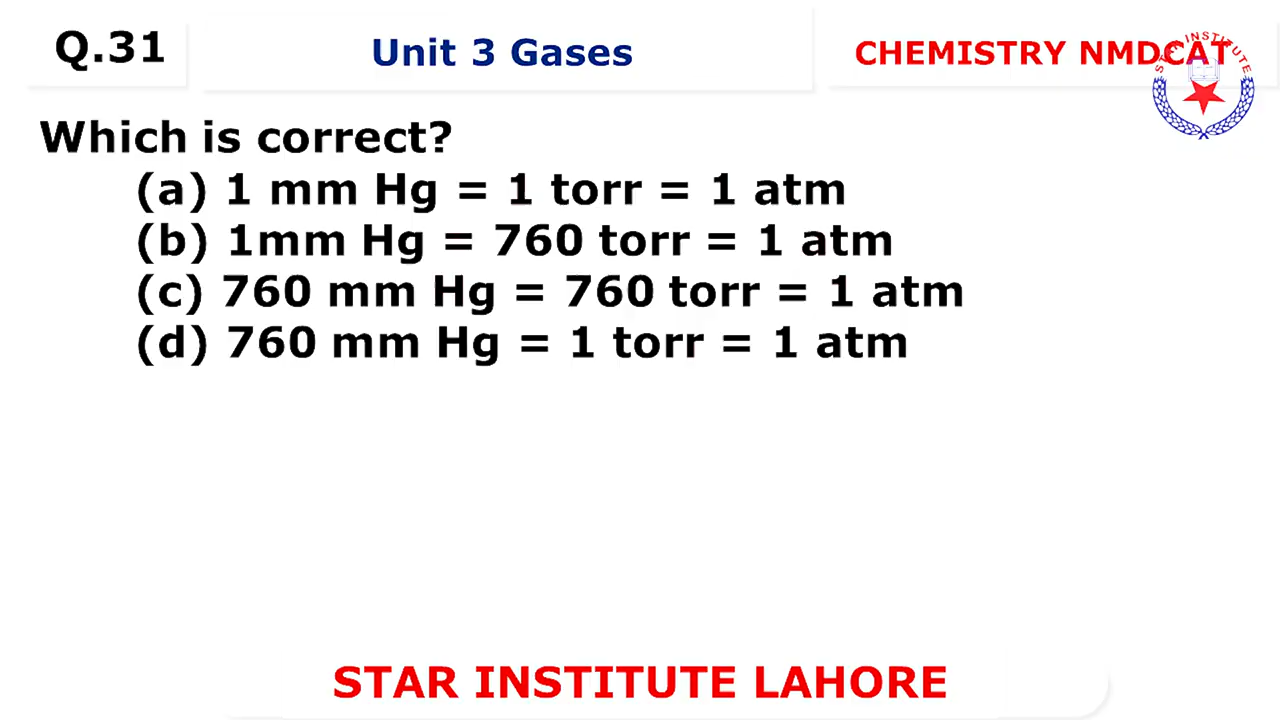 Q.31
Unit 3 Gases
CHEMISTRY NMDCAT
STAR INSTITUTE
Which is correct?
(a) 1 mm Hg = 1 torr = 1 atm
(b) 1mm Hg = 760 torr = 1 atm
(c) 760 mm Hg = 760 torr = 1 atm
(d) 760 mm Hg = 1 torr = 1 atm
STAR INSTITUTE LAHORE